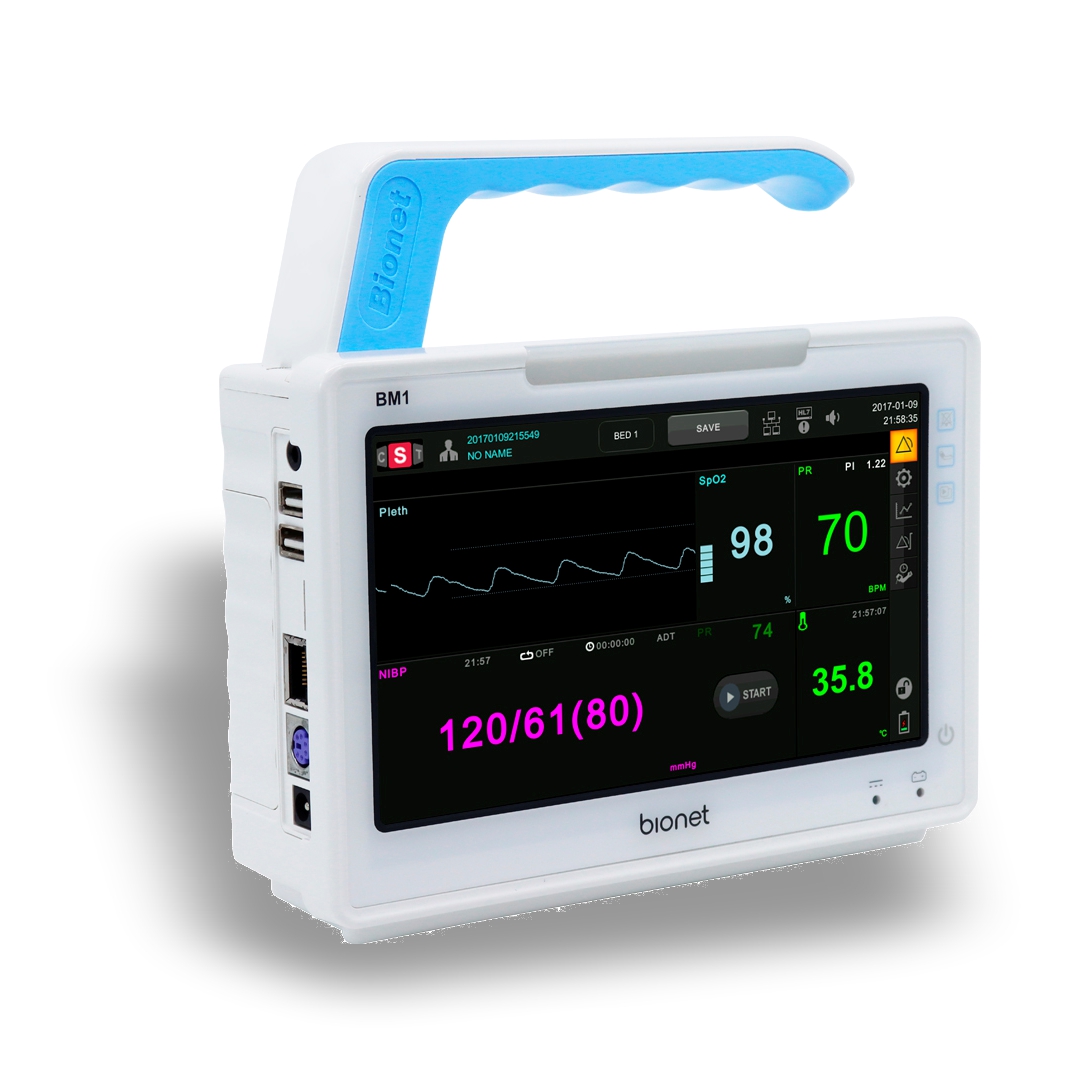 Bionet
BM1
C S T
20170109215549
NO NAME
BED 1
SAVE
HL7
2017-01-09
21:58:35
Pleth
SpO2
98
%
PR
PI 1.22
70
BPM
NIBP
21:57
OFF
00:00:00
ADT
PR
74
120/61(80)
START
mmHg
21:57:07
35.8
°C
bionet